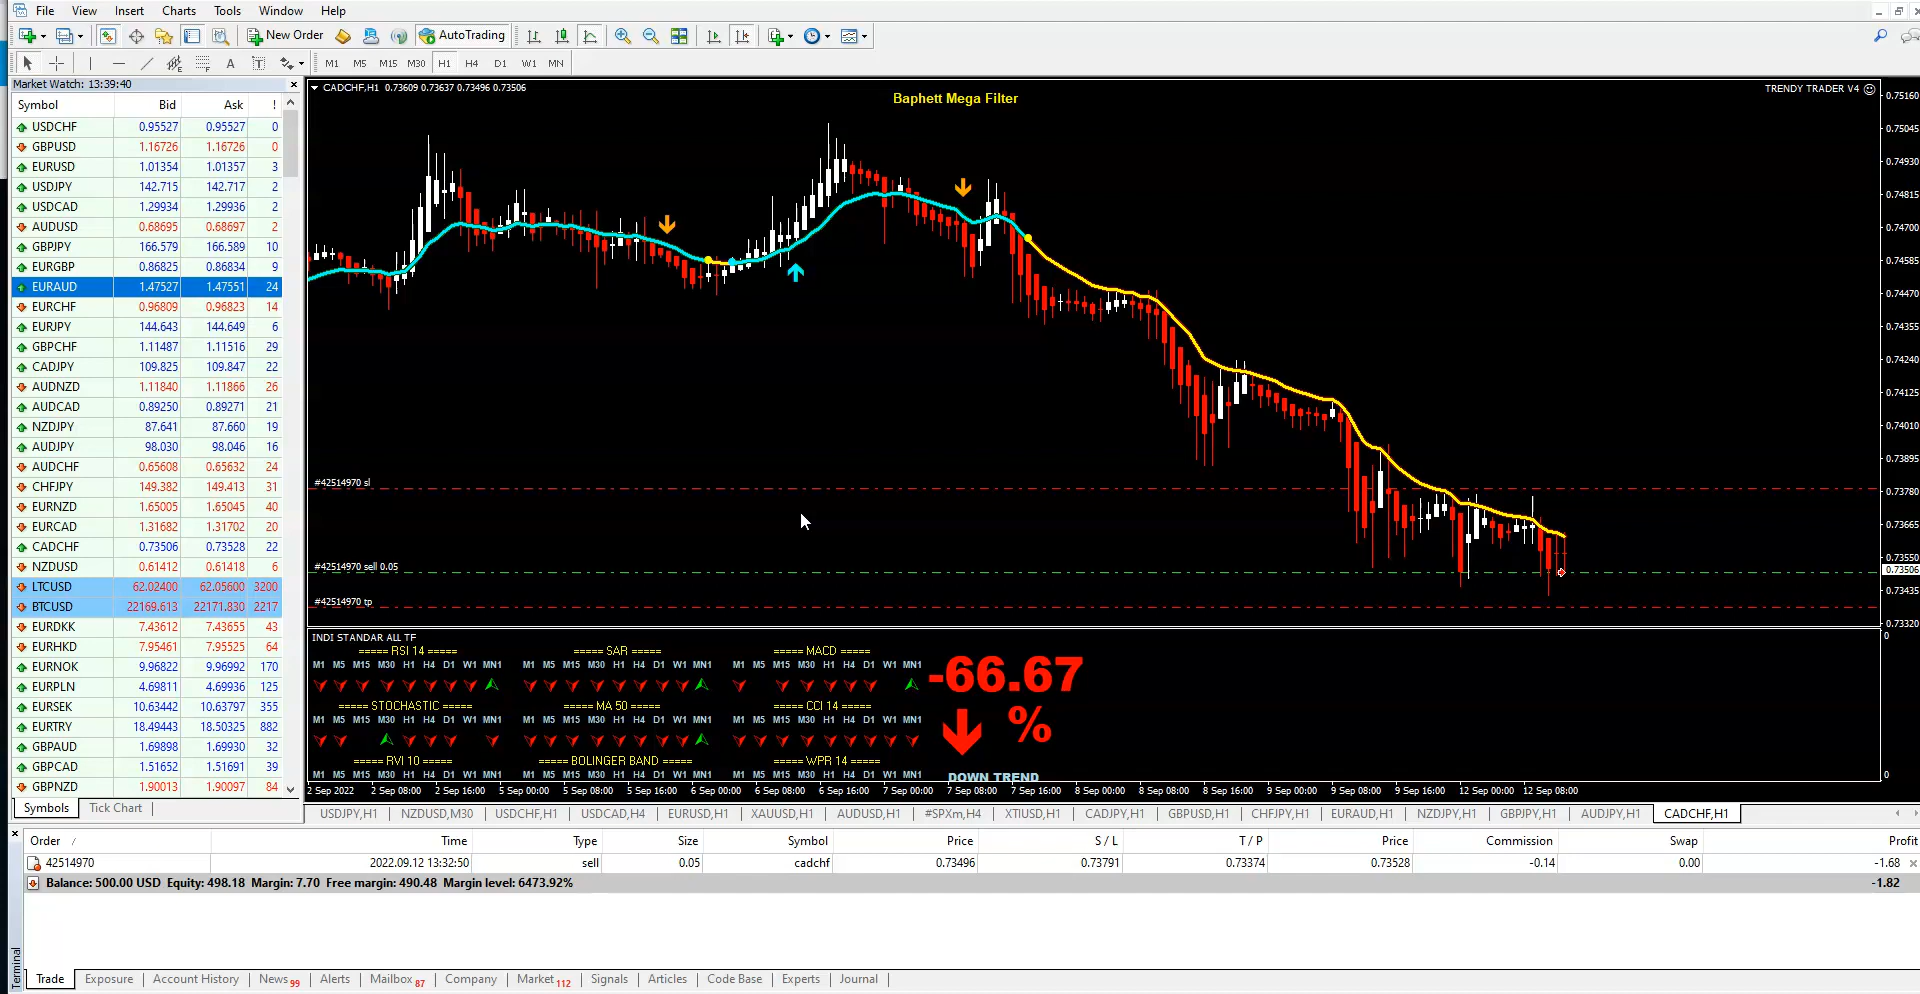 File View Insert Charts Tools Window Help
New Order AutoTrading
A T M1 M5 M15 M30 H1 H4 D1 W1 MN
Market Watch: 13:39:40
Symbol Bid Ask !
USDCHF 0.95527 0.95527 0
GBPUSD 1.16726 1.16726 0
EURUSD 1.01354 1.01357 3
USDJPY 142.715 142.717 2
USDCAD 1.29934 1.29936 2
AUDUSD 0.68695 0.68697 2
GBPJPY 166.579 166.589 10
EURGBP 0.86825 0.86834 9
EURAUD 1.47527 1.47551 24
EURCHF 0.96809 0.96823 14
EURJPY 144.643 144.649 6
GBPCHF 1.11487 1.11516 29
CADJPY 109.825 109.847 22
AUDNZD 1.11840 1.11866 26
AUDCAD 0.89250 0.89271 21
NZDJPY 87.641 87.660 19
AUDJPY 98.030 98.046 16
AUDCHF 0.65608 0.65632 24
CHFJPY 149.382 149.413 31
EURNZD 1.65005 1.65045 40
EURCAD 1.31682 1.31702 20
CADCHF 0.73506 0.73528 22
NZDUSD 0.61412 0.61418 6
LTCUSD 62.02400 62.05600 3200
BTCUSD 22169.613 22171.830 2217
EURDKK 7.43612 7.43655 43
EURHKD 7.95461 7.95525 64
EURNOK 9.96822 9.96992 170
EURPLN 4.69811 4.69936 125
EURSEK 10.63442 10.63797 355
EURTRY 18.49443 18.50325 882
GBPAUD 1.69898 1.69930 32
GBPCAD 1.51652 1.51691 39
GBPNZD 1.90013 1.90097 84
Symbols Tick Chart
CADCHF,H1 0.73609 0.73637 0.73496 0.73506
Baphett Mega Filter
TRENDY TRADER V4
0.75160
0.75045
0.74930
0.74815
0.74700
0.74585
0.74470
0.74355
0.74240
0.74125
0.74010
0.73895
0.73780
0.73665
0.73550
0.73506
0.73435
0.73320
#42514970 sl
#42514970 sell 0.05
#42514970 tp
INDI STANDAR ALL TF
===== RSI 14 ===== ===== SAR ===== ===== MACD =====
M1 M5 M15 M30 H1 H4 D1 W1 MN1 M1 M5 M15 M30 H1 H4 D1 W1 MN1 M1 M5 M15 M30 H1 H4 D1 W1 MN1
===== STOCHASTIC ===== ===== MA 50 ===== ===== CCI 14 =====
M1 M5 M15 M30 H1 H4 D1 W1 MN1 M1 M5 M15 M30 H1 H4 D1 W1 MN1 M1 M5 M15 M30 H1 H4 D1 W1 MN1
===== RVI 10 ===== ===== BOLINGER BAND ===== ===== WPR 14 =====
M1 M5 M15 M30 H1 H4 D1 W1 MN1 M1 M5 M15 M30 H1 H4 D1 W1 MN1 M1 M5 M15 M30 H1 H4 D1 W1 MN1
-66.67
%
DOWN TREND
0
0
2 Sep 2022 2 Sep 08:00 2 Sep 16:00 5 Sep 00:00 5 Sep 08:00 5 Sep 16:00 6 Sep 00:00 6 Sep 08:00 6 Sep 16:00 7 Sep 00:00 7 Sep 08:00 7 Sep 16:00 8 Sep 00:00 8 Sep 08:00 8 Sep 16:00 9 Sep 00:00 9 Sep 08:00 9 Sep 16:00 12 Sep 00:00 12 Sep 08:00
USDJPY,H1 NZDUSD,M30 USDCHF,H1 USDCAD,H4 EURUSD,H1 XAUUSD,H1 AUDUSD,H1 #SPXm,H4 XTIUSD,H1 CADJPY,H1 GBPUSD,H1 CHFJPY,H1 EURAUD,H1 NZDJPY,H1 GBPJPY,H1 AUDJPY,H1 CADCHF,H1
Order / Time Type Size Symbol Price S / L T / P Price Commission Swap Profit
42514970 2022.09.12 13:32:50 sell 0.05 cadchf 0.73496 0.73791 0.73374 0.73528 -0.14 0.00 -1.68
Balance: 500.00 USD Equity: 498.18 Margin: 7.70 Free margin: 490.48 Margin level: 6473.92% -1.82
Terminal
Trade Exposure Account History News 99 Alerts Mailbox 87 Company Market 112 Signals Articles Code Base Experts Journal